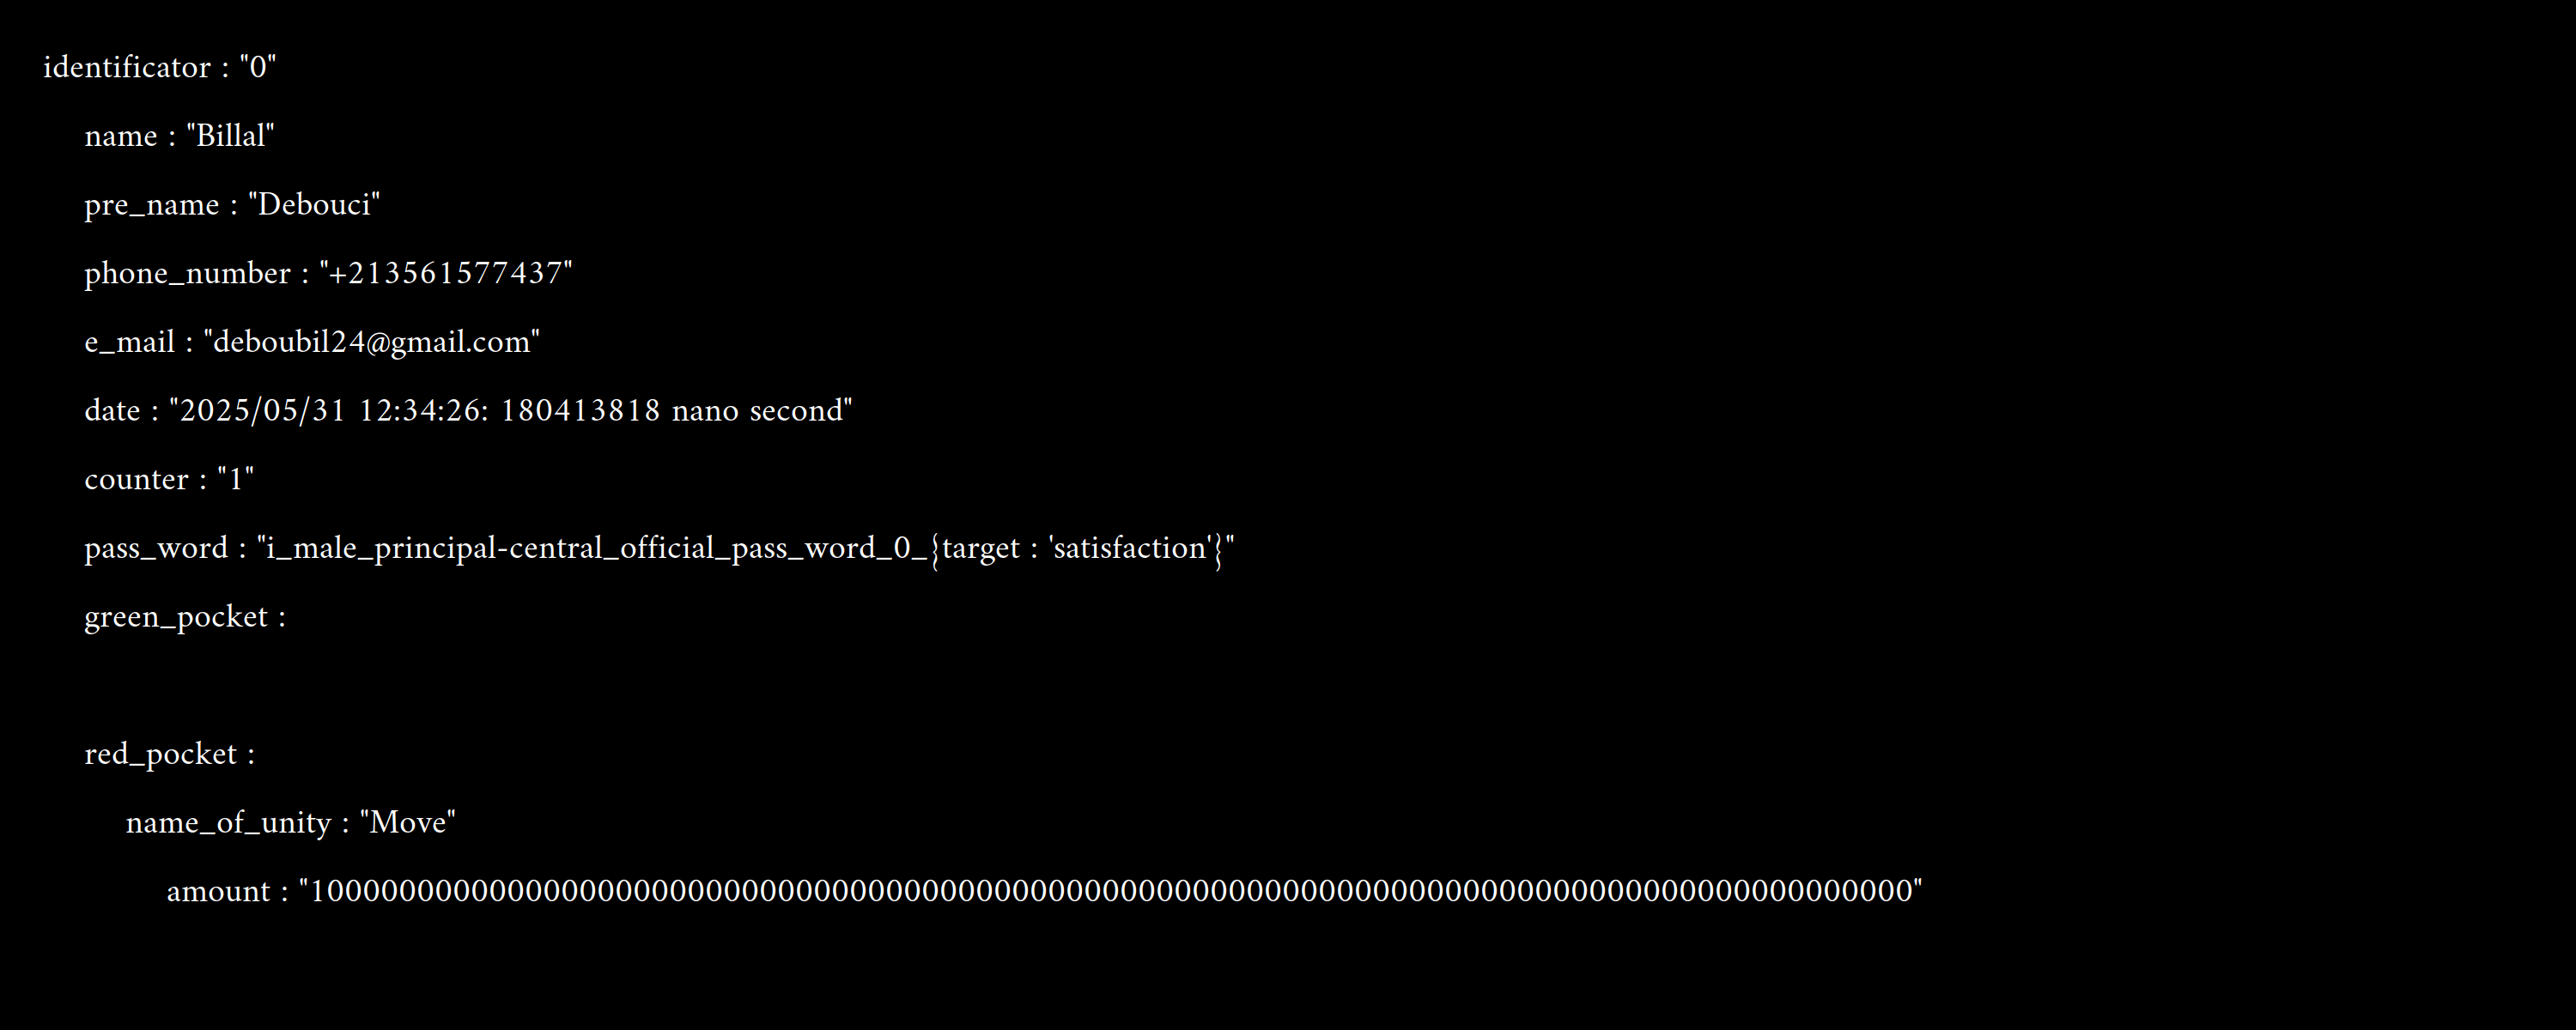 identificator : "0"
name : "Billal"
pre_name : "Debouci"
phone_number : "+213561577437"
e_mail : "deboubil24@gmail.com"
date : "2025/05/31 12:34:26: 180413818 nano second"
counter : "1"
pass_word : "i_male_principal-central_official_pass_word_0_{target : 'satisfaction'}"
green_pocket :
red_pocket :
name_of_unity : "Move"
amount : "10000000000000000000000000000000000000000000000000000000000000000000000000000000000000000"